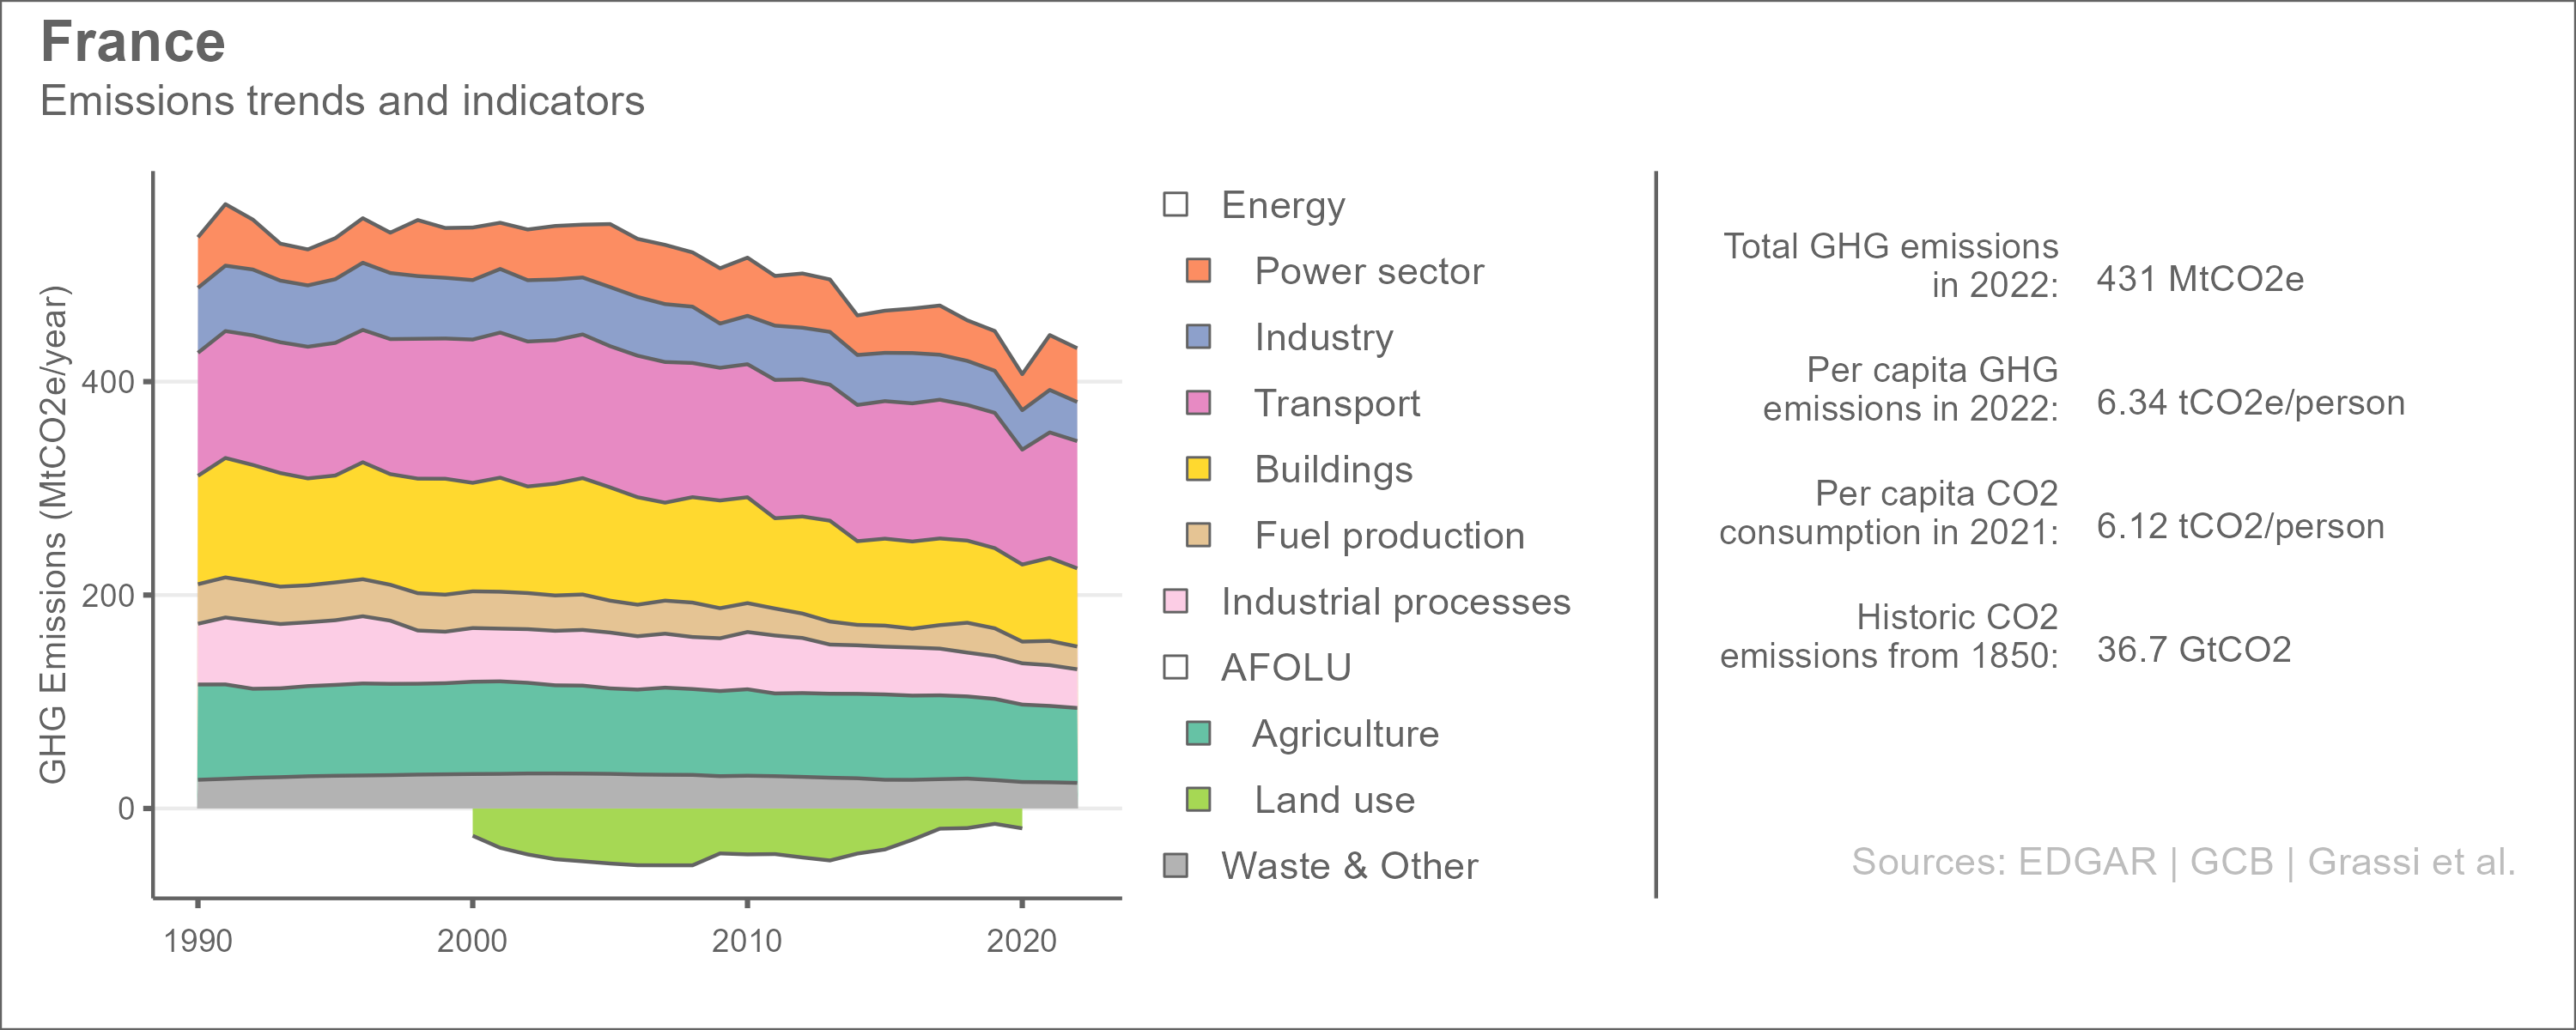 France
Emissions trends and indicators
GHG Emissions (MtCO2e/year)
400
200
0
1990
2000
2010
2020
Energy
Power sector
Industry
Transport
Buildings
Fuel production
Industrial processes
AFOLU
Agriculture
Land use
Waste & Other
Total GHG emissions
in 2022:
431 MtCO2e
Per capita GHG
emissions in 2022:
6.34 tCO2e/person
Per capita CO2
consumption in 2021:
6.12 tCO2/person
Historic CO2
emissions from 1850:
36.7 GtCO2
Sources: EDGAR | GCB | Grassi et al.